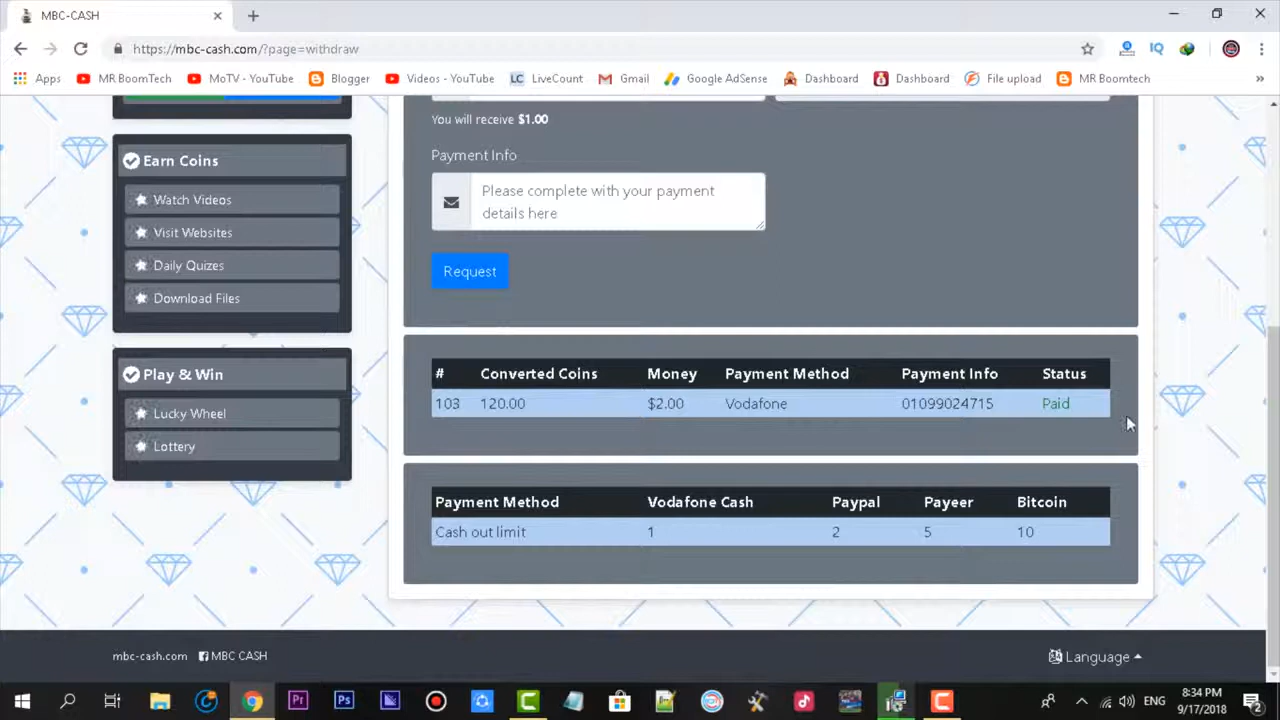 MBC-CASH
https://mbc-cash.com/?page=withdraw
Apps MR BoomTech MoTV - YouTube Blogger Videos - YouTube LC LiveCount Gmail Google AdSense Dashboard Dashboard File upload MR Boomtech »
You will receive $1.00
Payment Info
Please complete with your payment
details here
Request
Earn Coins
Watch Videos
Visit Websites
Daily Quizes
Download Files
Play & Win
Lucky Wheel
Lottery
# Converted Coins Money Payment Method Payment Info Status
103 120.00 $2.00 Vodafone 01099024715 Paid
Payment Method Vodafone Cash Paypal Payeer Bitcoin
Cash out limit 1 2 5 10
mbc-cash.com MBC CASH Language
Pr Ps ENG 8:34 PM
9/17/2018 2